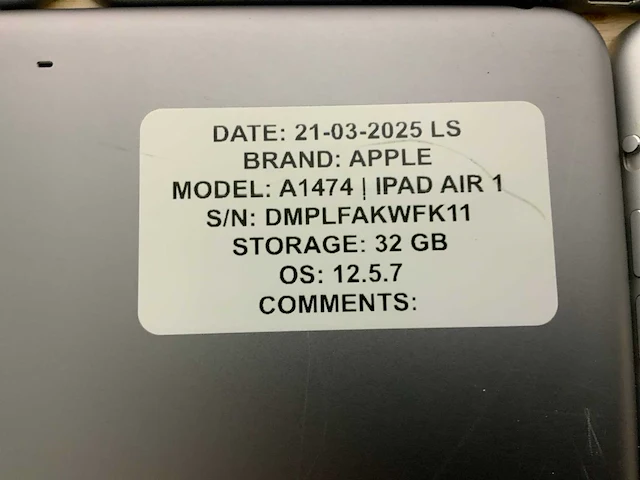 DATE: 21-03-2025 LS
BRAND: APPLE
MODEL: A1474 | IPAD AIR 1
S/N: DMPLFAKWFK11
STORAGE: 32 GB
OS: 12.5.7
COMMENTS: